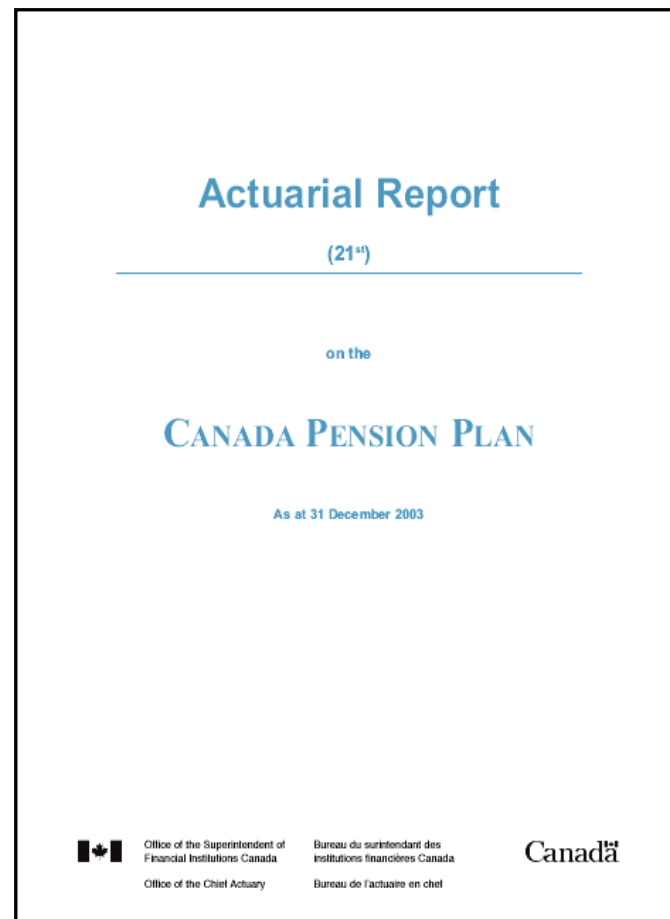 Actuarial Report
(21st)
on the
CANADA PENSION PLAN
As at 31 December 2003
Office of the Superintendent of
Financial Institutions Canada
Office of the Chief Actuary
Bureau du surintendant des
institutions financières Canada
Bureau de l'actuaire en chef
Canada